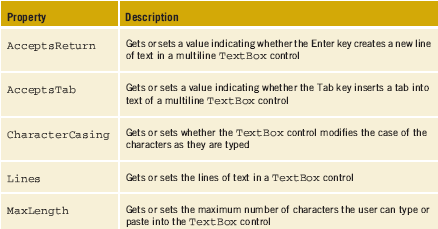 Property Description
AcceptsReturn Gets or sets a value indicating whether the Enter key creates a new line
of text in a multiline TextBox control
AcceptsTab Gets or sets a value indicating whether the Tab key inserts a tab into
text of a multiline TextBox control
CharacterCasing Gets or sets whether the TextBox control modifies the case of the
characters as they are typed
Lines Gets or sets the lines of text in a TextBox control
MaxLength Gets or sets the maximum number of characters the user can type or
paste into the TextBox control